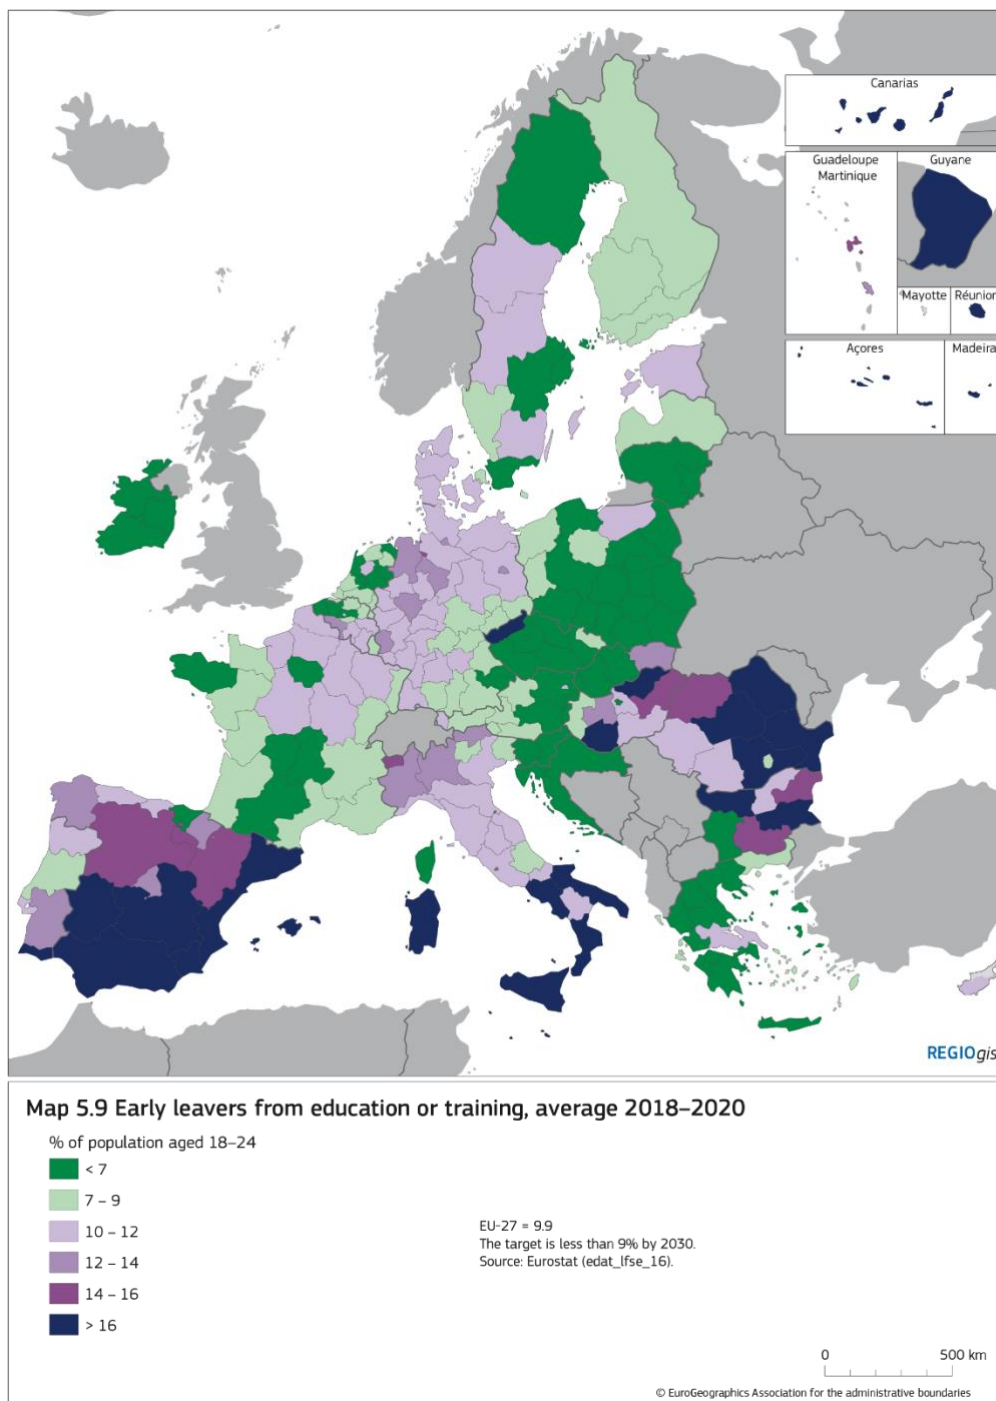 Canarias
Guadeloupe
Martinique
Guyane
Mayotte
Réunion
Açores
Madeira
REGIOgis
Map 5.9 Early leavers from education or training, average 2018–2020
% of population aged 18–24
< 7
7 – 9
10 – 12
12 – 14
14 – 16
> 16
EU-27 = 9.9
The target is less than 9% by 2030.
Source: Eurostat (edat_lfse_16).
0 500 km
© EuroGeographics Association for the administrative boundaries